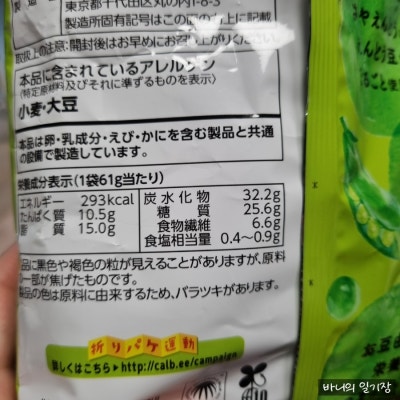 東京都千代田区丸の内1-8-3
製造所固有記号はこの面の右上に記載
取扱上の注意:開封後はお早めにお召し上がりください。
本品に含まれているアレルゲン
(特定原材料及びそれに準ずるものを表示)
小麦・大豆
本品は卵・乳成分・えび・かにを含む製品と共通
の設備で製造しています。
栄養成分表示(1袋61g当たり)
エネルギー 293kcal
たんぱく質 10.5g
脂質 15.0g
炭水化物 32.2g
糖質 25.6g
食物繊維 6.6g
食塩相当量 0.4~0.9g
品に黒色や褐色の粒が見えることがありますが、原料
一部が焦げたものです。
製品の色は原料に由来するため、バラツキがあります。
折りパケ運動
詳しくはこちら▶http://calb.ee/campaign
바니의 일기장